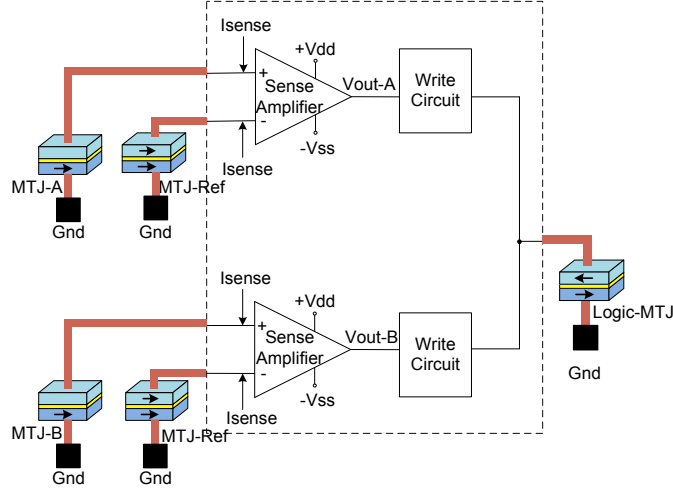 Isense
+Vdd
+
Sense
Amplifier
-
Vout-A
Write
Circuit
-Vss
Isense
MTJ-A
MTJ-Ref
Gnd
Gnd
Isense
+Vdd
+
Sense
Amplifier
-
Vout-B
Write
Circuit
-Vss
Isense
MTJ-B
MTJ-Ref
Gnd
Gnd
Logic-MTJ
Gnd